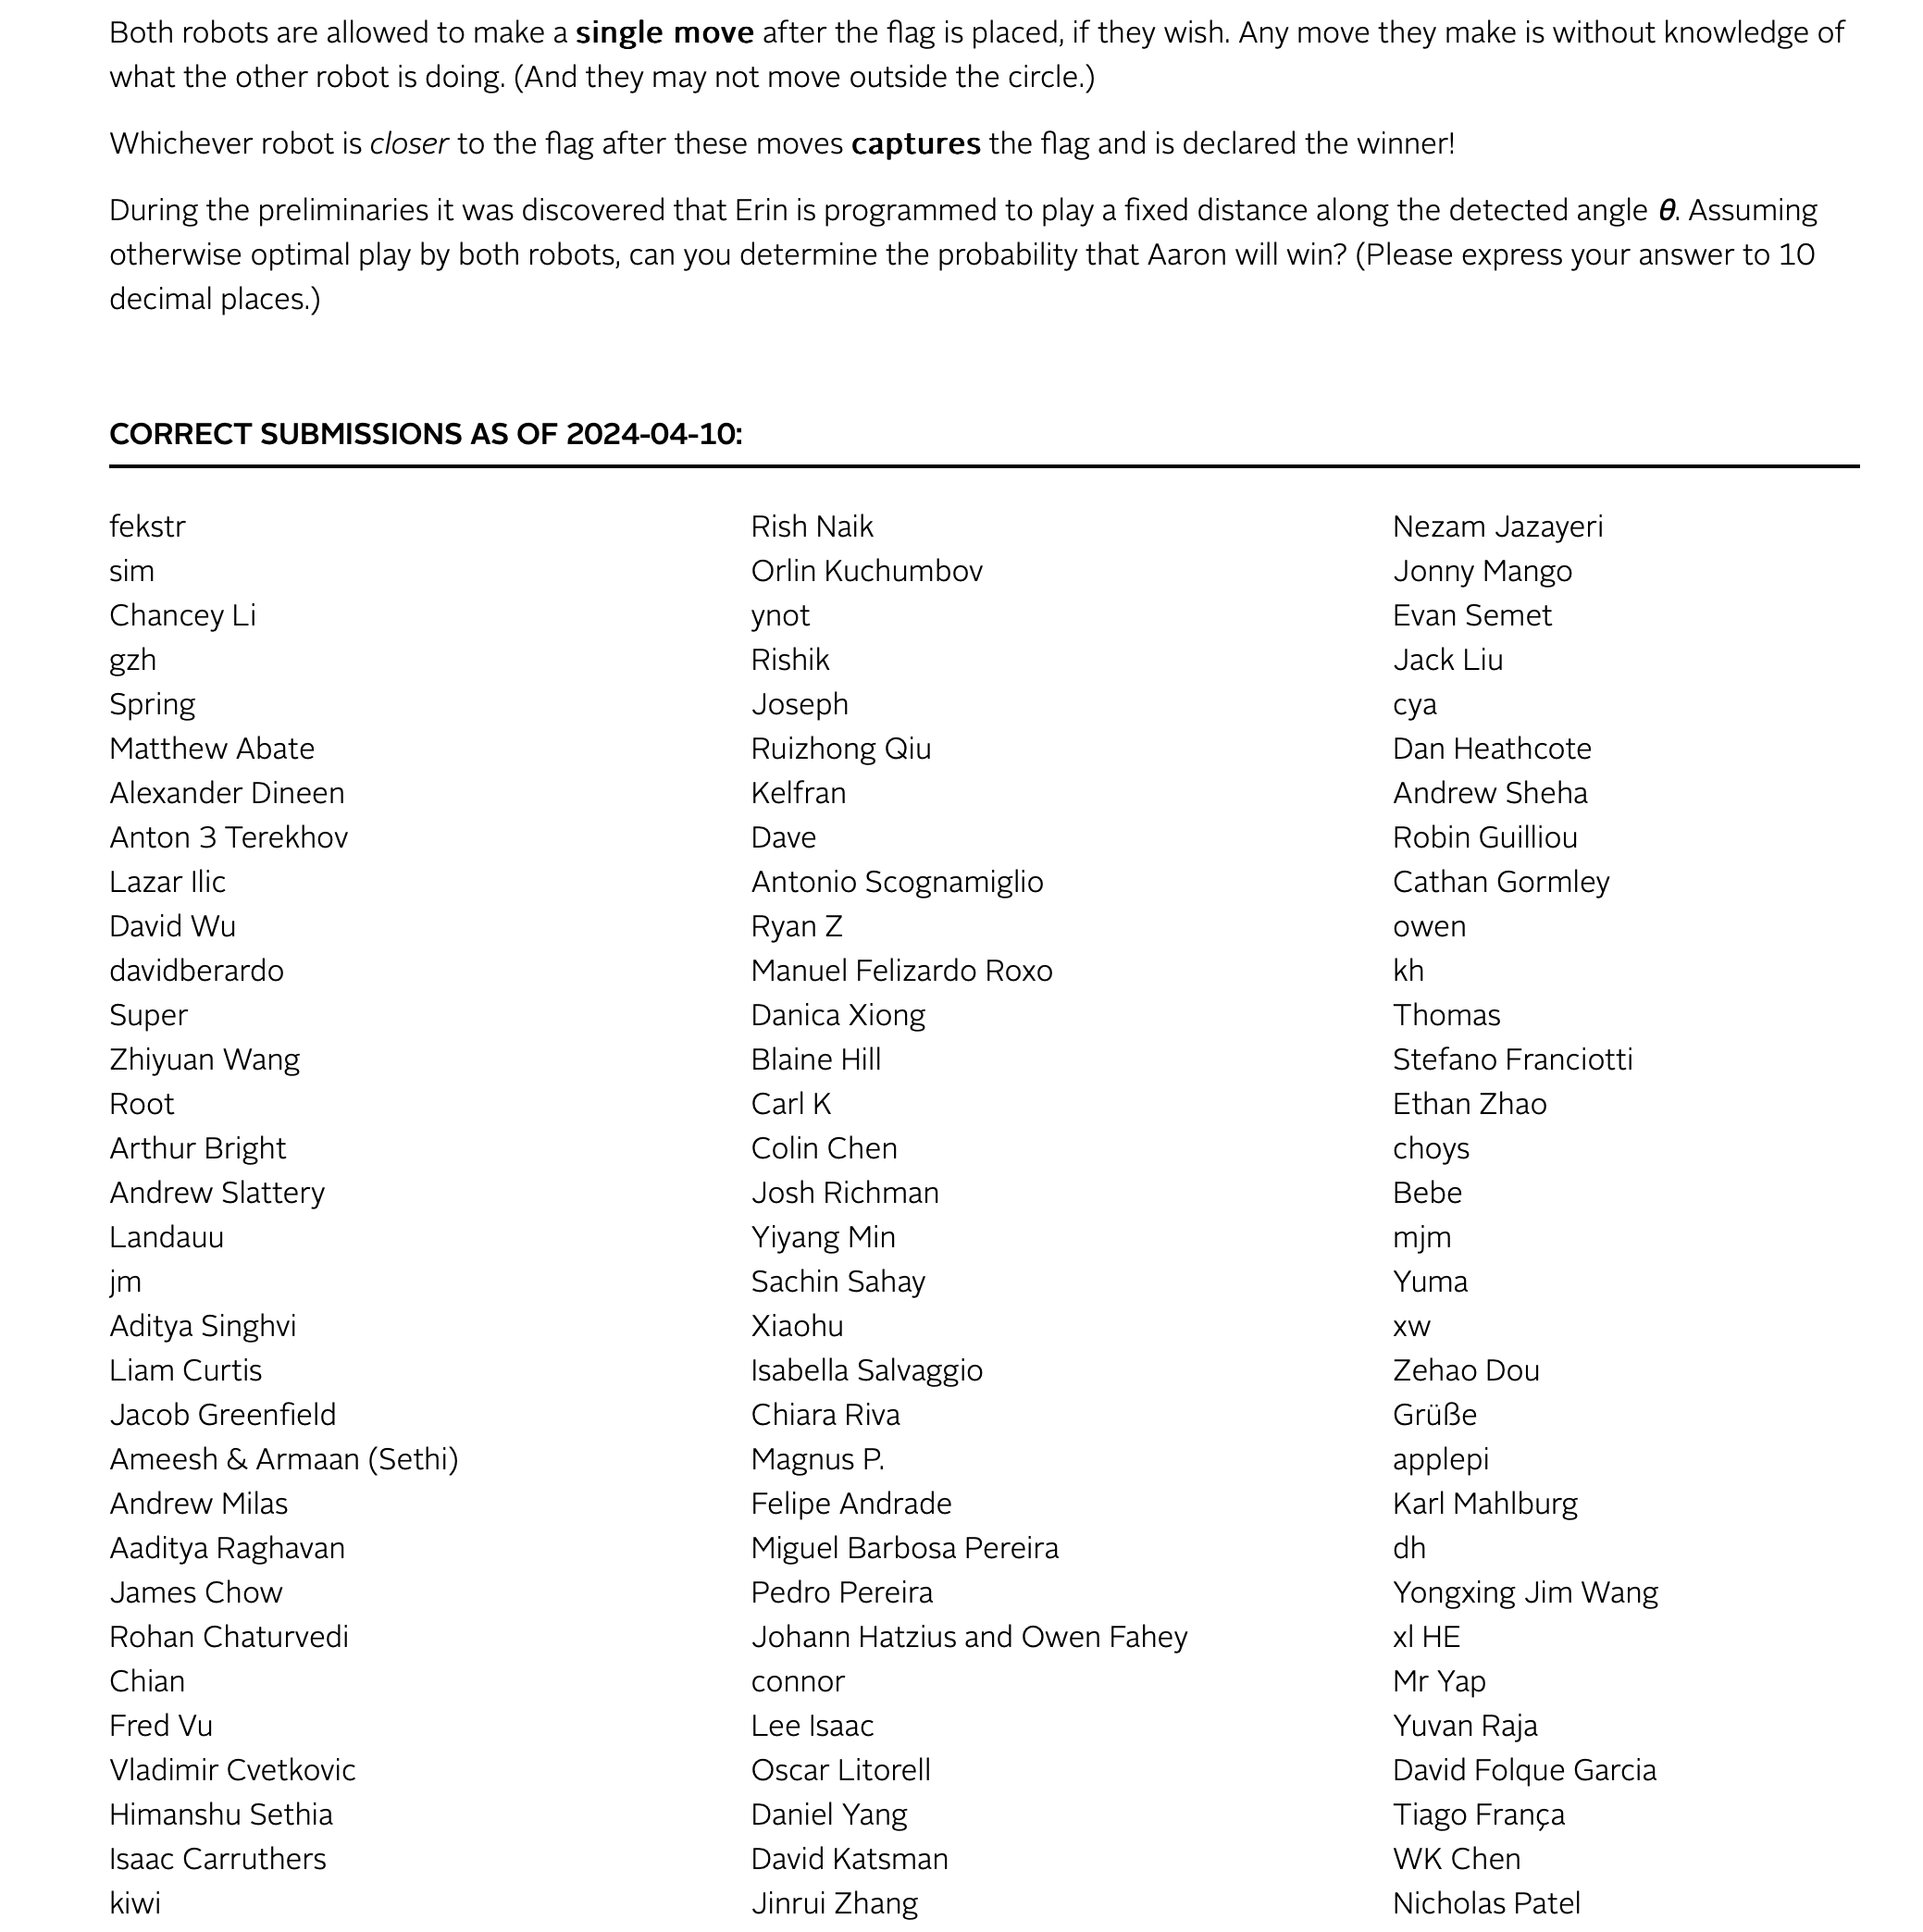 Both robots are allowed to make a single move after the flag is placed, if they wish. Any move they make is without knowledge of
what the other robot is doing. (And they may not move outside the circle.)
Whichever robot is closer to the flag after these moves captures the flag and is declared the winner!
During the preliminaries it was discovered that Erin is programmed to play a fixed distance along the detected angle θ. Assuming
otherwise optimal play by both robots, can you determine the probability that Aaron will win? (Please express your answer to 10
decimal places.)
CORRECT SUBMISSIONS AS OF 2024-04-10:
fekstr
sim
Chancey Li
gzh
Spring
Matthew Abate
Alexander Dineen
Anton 3 Terekhov
Lazar Ilic
David Wu
davidberardo
Super
Zhiyuan Wang
Root
Arthur Bright
Andrew Slattery
Landauu
jm
Aditya Singhvi
Liam Curtis
Jacob Greenfield
Ameesh & Armaan (Sethi)
Andrew Milas
Aaditya Raghavan
James Chow
Rohan Chaturvedi
Chian
Fred Vu
Vladimir Cvetkovic
Himanshu Sethia
Isaac Carruthers
kiwi
Rish Naik
Orlin Kuchumbov
ynot
Rishik
Joseph
Ruizhong Qiu
Kelfran
Dave
Antonio Scognamiglio
Ryan Z
Manuel Felizardo Roxo
Danica Xiong
Blaine Hill
Carl K
Colin Chen
Josh Richman
Yiyang Min
Sachin Sahay
Xiaohu
Isabella Salvaggio
Chiara Riva
Magnus P.
Felipe Andrade
Miguel Barbosa Pereira
Pedro Pereira
Johann Hatzius and Owen Fahey
connor
Lee Isaac
Oscar Litorell
Daniel Yang
David Katsman
Jinrui Zhang
Nezam Jazayeri
Jonny Mango
Evan Semet
Jack Liu
cya
Dan Heathcote
Andrew Sheha
Robin Guilliou
Cathan Gormley
owen
kh
Thomas
Stefano Franciotti
Ethan Zhao
choys
Bebe
mjm
Yuma
xw
Zehao Dou
Grüße
applepi
Karl Mahlburg
dh
Yongxing Jim Wang
xl HE
Mr Yap
Yuvan Raja
David Folque Garcia
Tiago França
WK Chen
Nicholas Patel